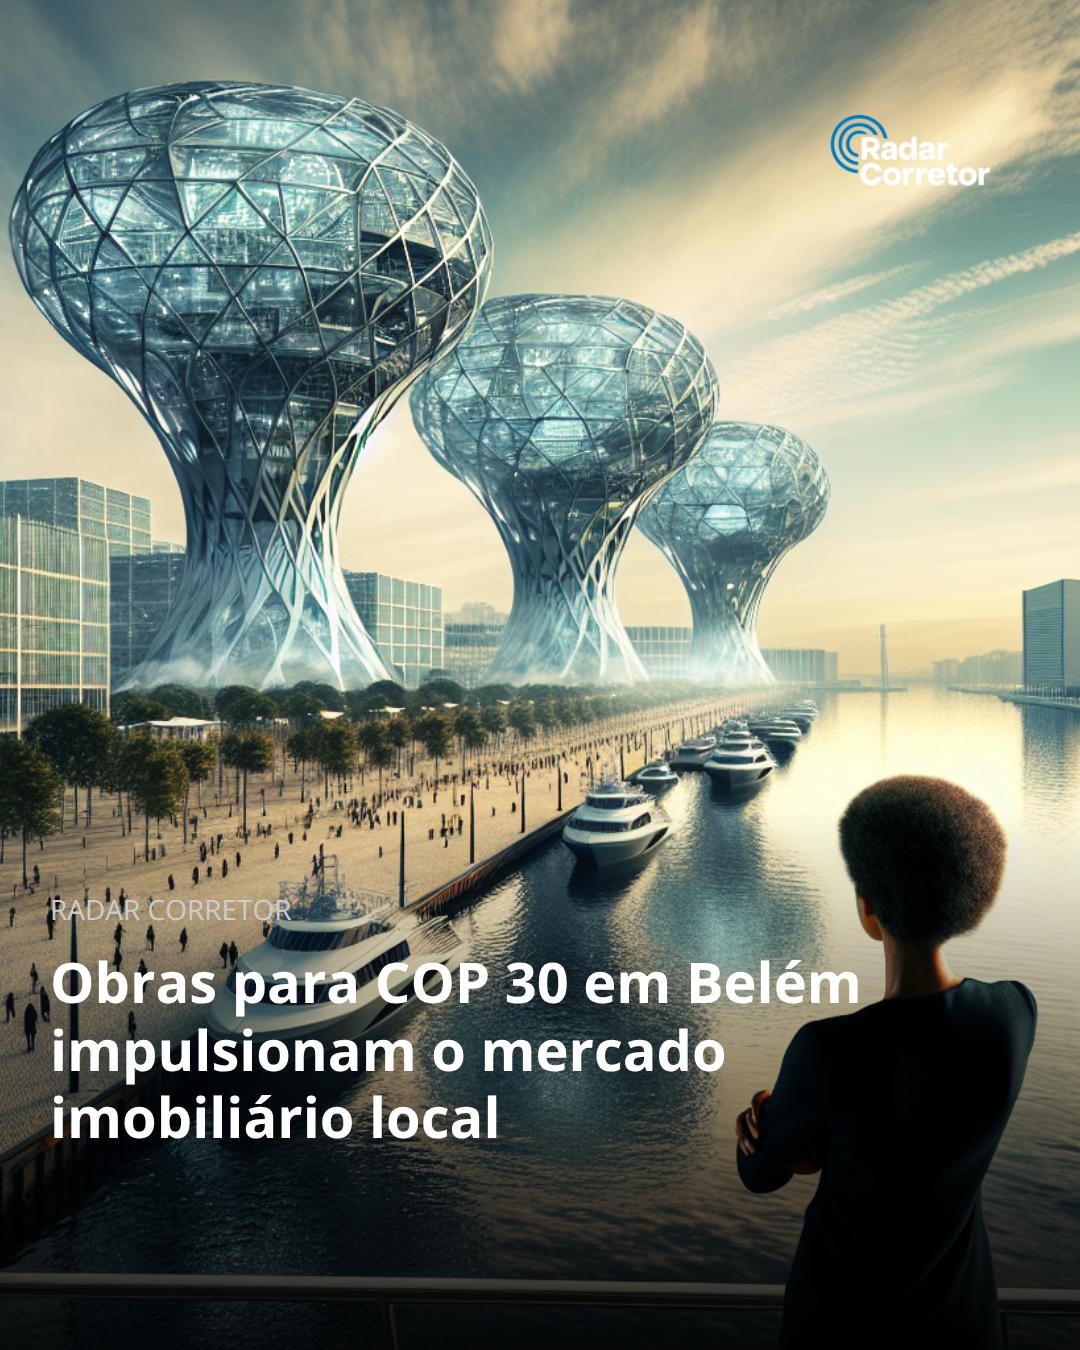 Radar
Corretor
RADAR CORRETOR
Obras para COP 30 em Belém
impulsionam o mercado
imobiliário local